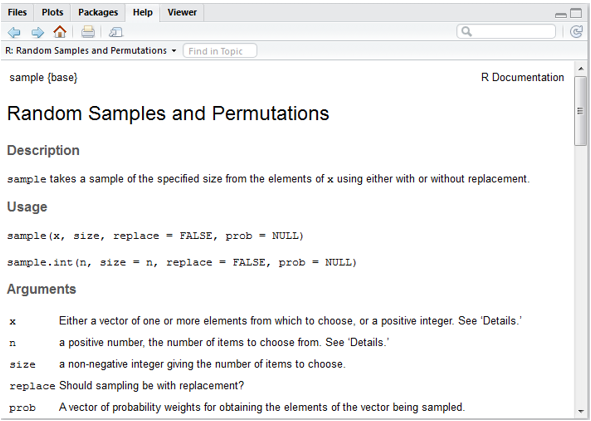 Files Plots Packages Help Viewer
R: Random Samples and Permutations Find in Topic
sample {base} R Documentation
Random Samples and Permutations
Description
sample takes a sample of the specified size from the elements of x using either with or without replacement.
Usage
sample(x, size, replace = FALSE, prob = NULL)
sample.int(n, size = n, replace = FALSE, prob = NULL)
Arguments
x Either a vector of one or more elements from which to choose, or a positive integer. See ‘Details.’
n a positive number, the number of items to choose from. See ‘Details.’
size a non-negative integer giving the number of items to choose.
replace Should sampling be with replacement?
prob A vector of probability weights for obtaining the elements of the vector being sampled.